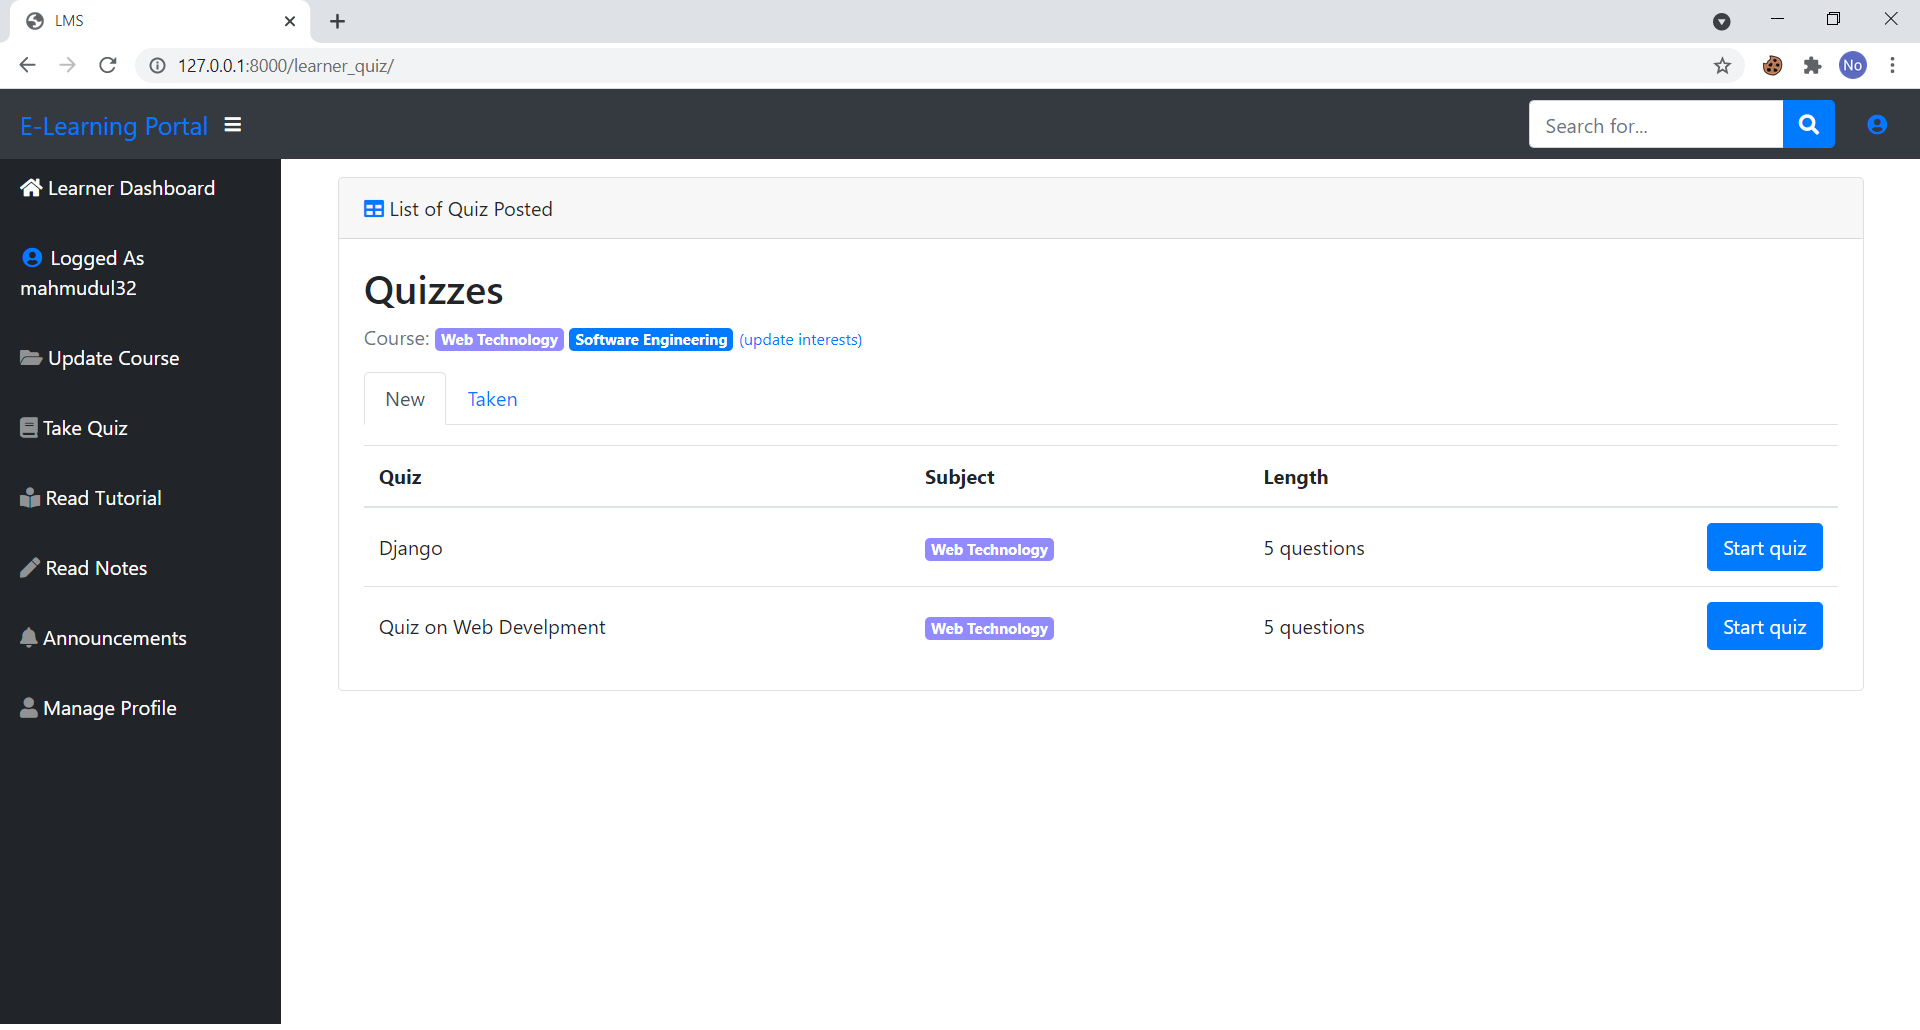 LMS
127.0.0.1:8000/learner_quiz/
No
E-Learning Portal
Search for...
Learner Dashboard
Logged As
mahmudul32
Update Course
Take Quiz
Read Tutorial
Read Notes
Announcements
Manage Profile
List of Quiz Posted
Quizzes
Course: Web Technology Software Engineering (update interests)
New Taken
Quiz Subject Length
Django Web Technology 5 questions Start quiz
Quiz on Web Develpment Web Technology 5 questions Start quiz